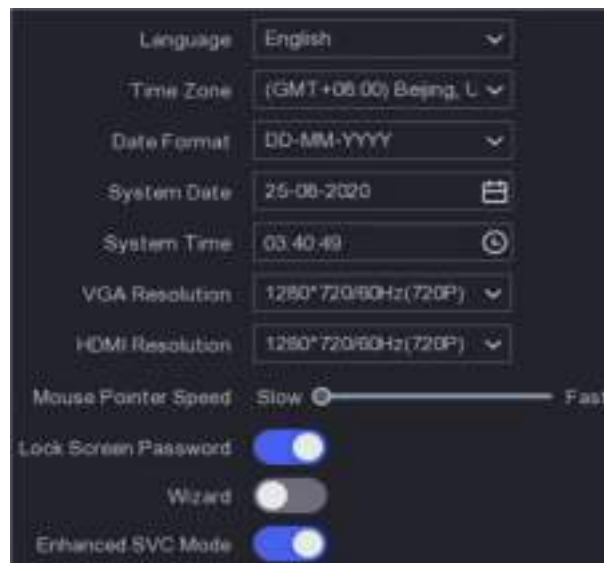 Language English
Time Zone (GMT+08:00) Beijing, U
Date Format DD-MM-YYYY
System Date 25-08-2020
System Time 03:40:49
VGA Resolution 1280*720/60Hz(720P)
HDMI Resolution 1280*720/60Hz(720P)
Mouse Pointer Speed Slow Fast
Lock Screen Password
Wizard
Enhanced SVC Mode